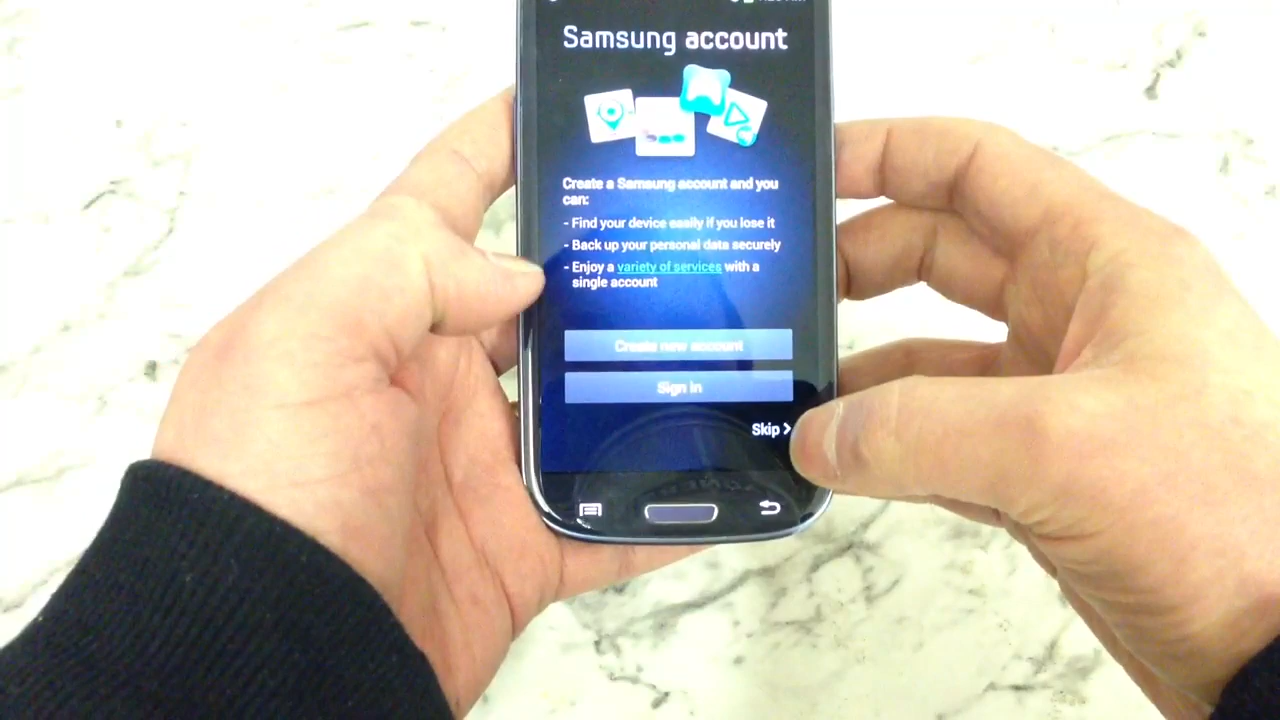 Samsung account
Create a Samsung account and you
can:
- Find your device easily if you lose it
- Back up your personal data securely
- Enjoy a variety of services with a
single account
Create new account
Sign in
Skip >